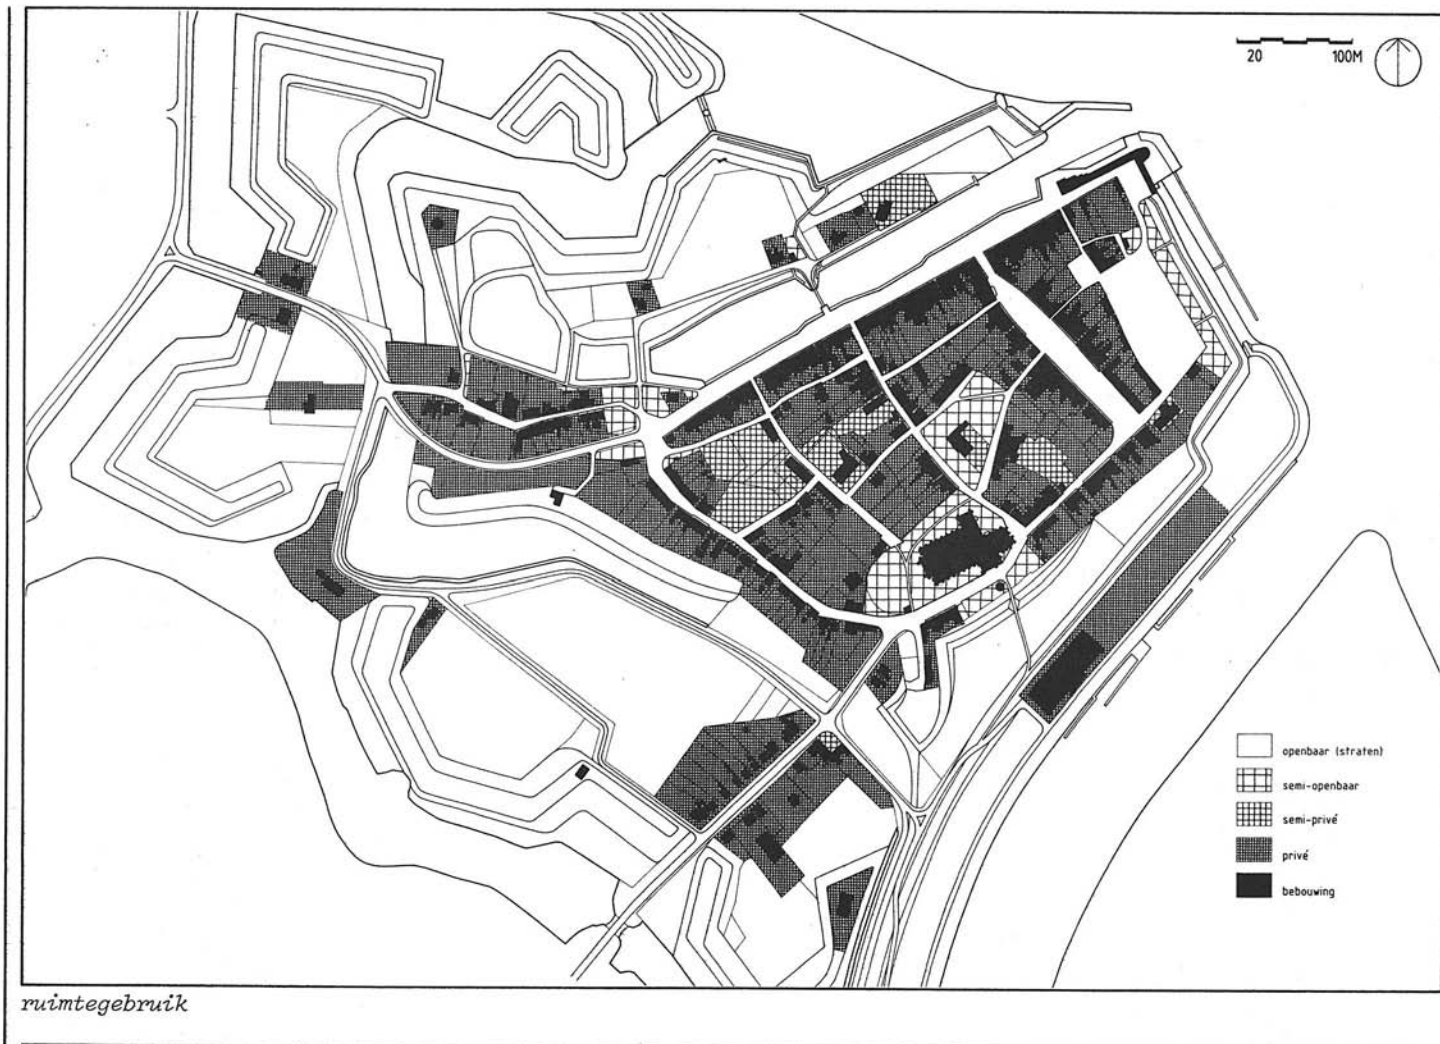 20 100M
openbaar (straten)
semi-openbaar
semi-privé
privé
bebouwing
ruimtegebruik